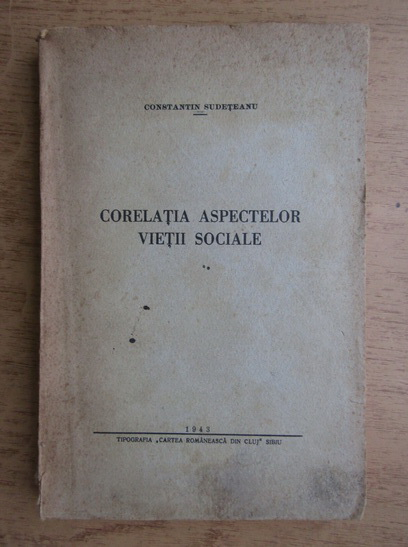 CONSTANTIN SUDEȚEANU
CORELAȚIA ASPECTELOR
VIEȚII SOCIALE
1943
TIPOGRAFIA „CARTEA ROMÂNEASCĂ DIN CLUJ" SIBIU